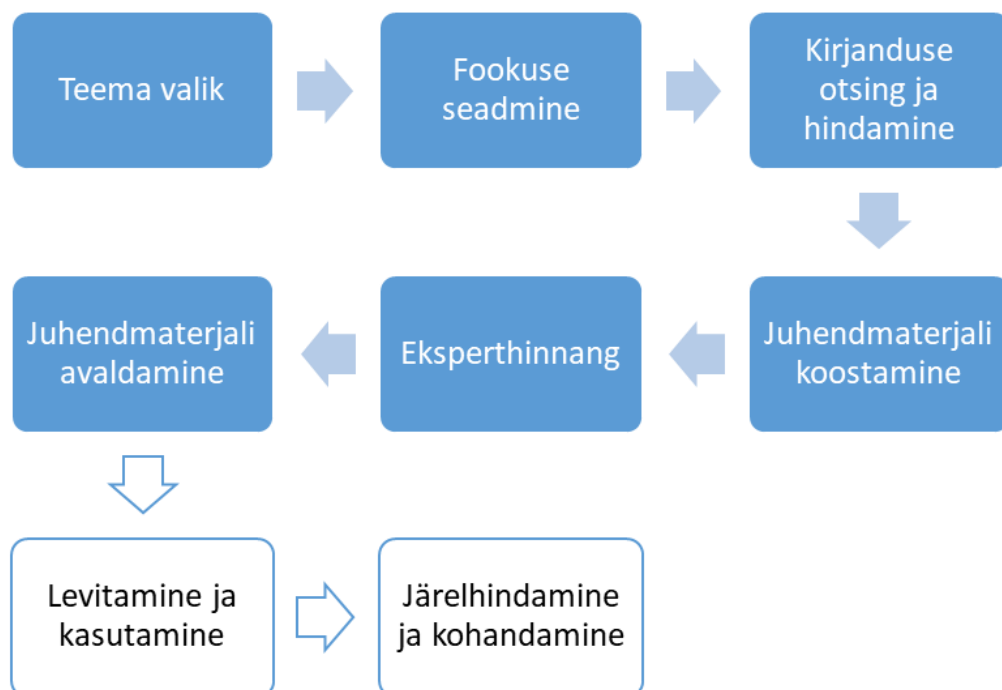 Teema valik
Fookuse
seadmine
Kirjanduse
otsing ja
hindamine
Juhendmaterjali
koostamine
Eksperthinnang
Juhendmaterjali
avaldamine
Levitamine ja
kasutamine
Järelhindamine
ja kohandamine